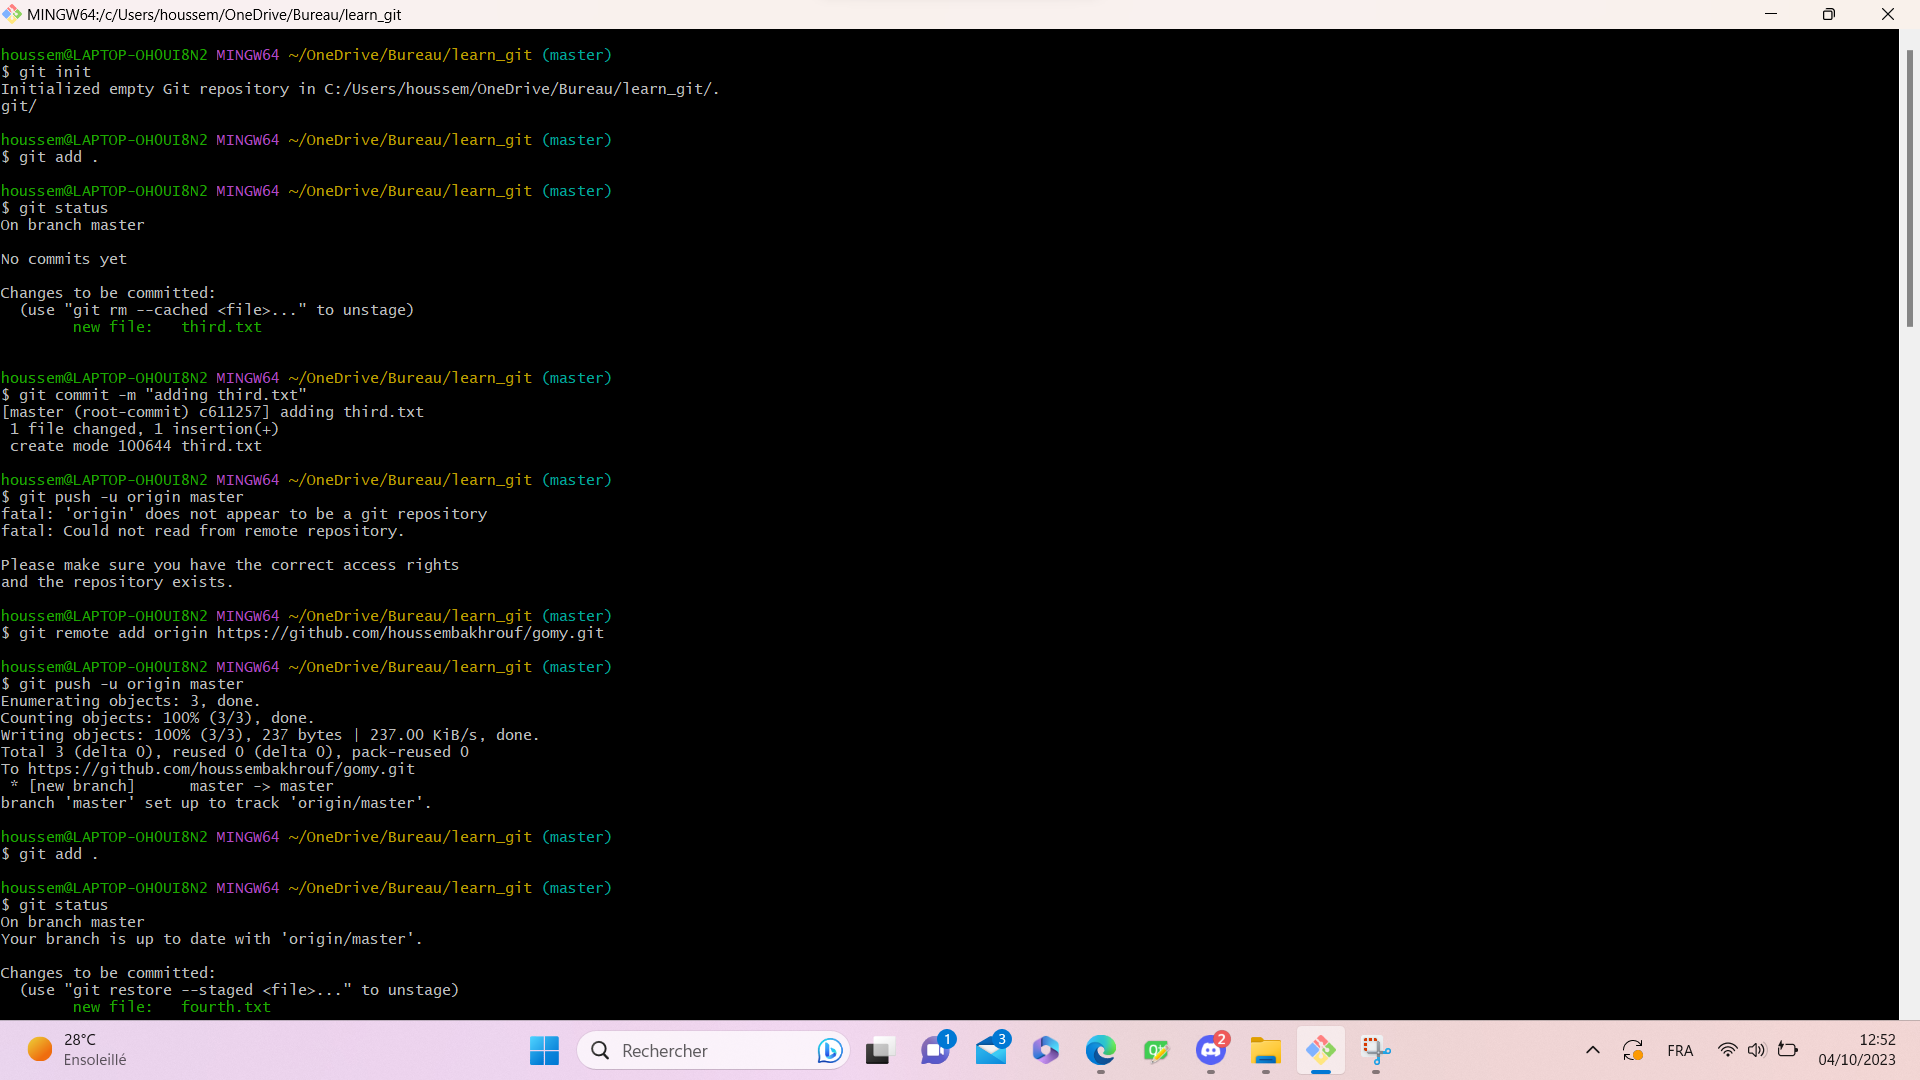 MINGW64:/c/Users/houssem/OneDrive/Bureau/learn_git
houssem@LAPTOP-OH0UI8N2 MINGW64 ~/OneDrive/Bureau/learn_git (master)
$ git init
Initialized empty Git repository in C:/Users/houssem/OneDrive/Bureau/learn_git/.
git/
houssem@LAPTOP-OH0UI8N2 MINGW64 ~/OneDrive/Bureau/learn_git (master)
$ git add .
houssem@LAPTOP-OH0UI8N2 MINGW64 ~/OneDrive/Bureau/learn_git (master)
$ git status
On branch master
No commits yet
Changes to be committed:
  (use "git rm --cached <file>..." to unstage)
        new file:   third.txt
houssem@LAPTOP-OH0UI8N2 MINGW64 ~/OneDrive/Bureau/learn_git (master)
$ git commit -m "adding third.txt"
[master (root-commit) c611257] adding third.txt
 1 file changed, 1 insertion(+)
 create mode 100644 third.txt
houssem@LAPTOP-OH0UI8N2 MINGW64 ~/OneDrive/Bureau/learn_git (master)
$ git push -u origin master
fatal: 'origin' does not appear to be a git repository
fatal: Could not read from remote repository.
Please make sure you have the correct access rights
and the repository exists.
houssem@LAPTOP-OH0UI8N2 MINGW64 ~/OneDrive/Bureau/learn_git (master)
$ git remote add origin https://github.com/houssembakhrouf/gomy.git
houssem@LAPTOP-OH0UI8N2 MINGW64 ~/OneDrive/Bureau/learn_git (master)
$ git push -u origin master
Enumerating objects: 3, done.
Counting objects: 100% (3/3), done.
Writing objects: 100% (3/3), 237 bytes | 237.00 KiB/s, done.
Total 3 (delta 0), reused 0 (delta 0), pack-reused 0
To https://github.com/houssembakhrouf/gomy.git
 * [new branch]      master -> master
branch 'master' set up to track 'origin/master'.
houssem@LAPTOP-OH0UI8N2 MINGW64 ~/OneDrive/Bureau/learn_git (master)
$ git add .
houssem@LAPTOP-OH0UI8N2 MINGW64 ~/OneDrive/Bureau/learn_git (master)
$ git status
On branch master
Your branch is up to date with 'origin/master'.
Changes to be committed:
  (use "git restore --staged <file>..." to unstage)
        new file:   fourth.txt
28°C
Ensoleillé
Rechercher
1
3
2
FRA
12:52
04/10/2023